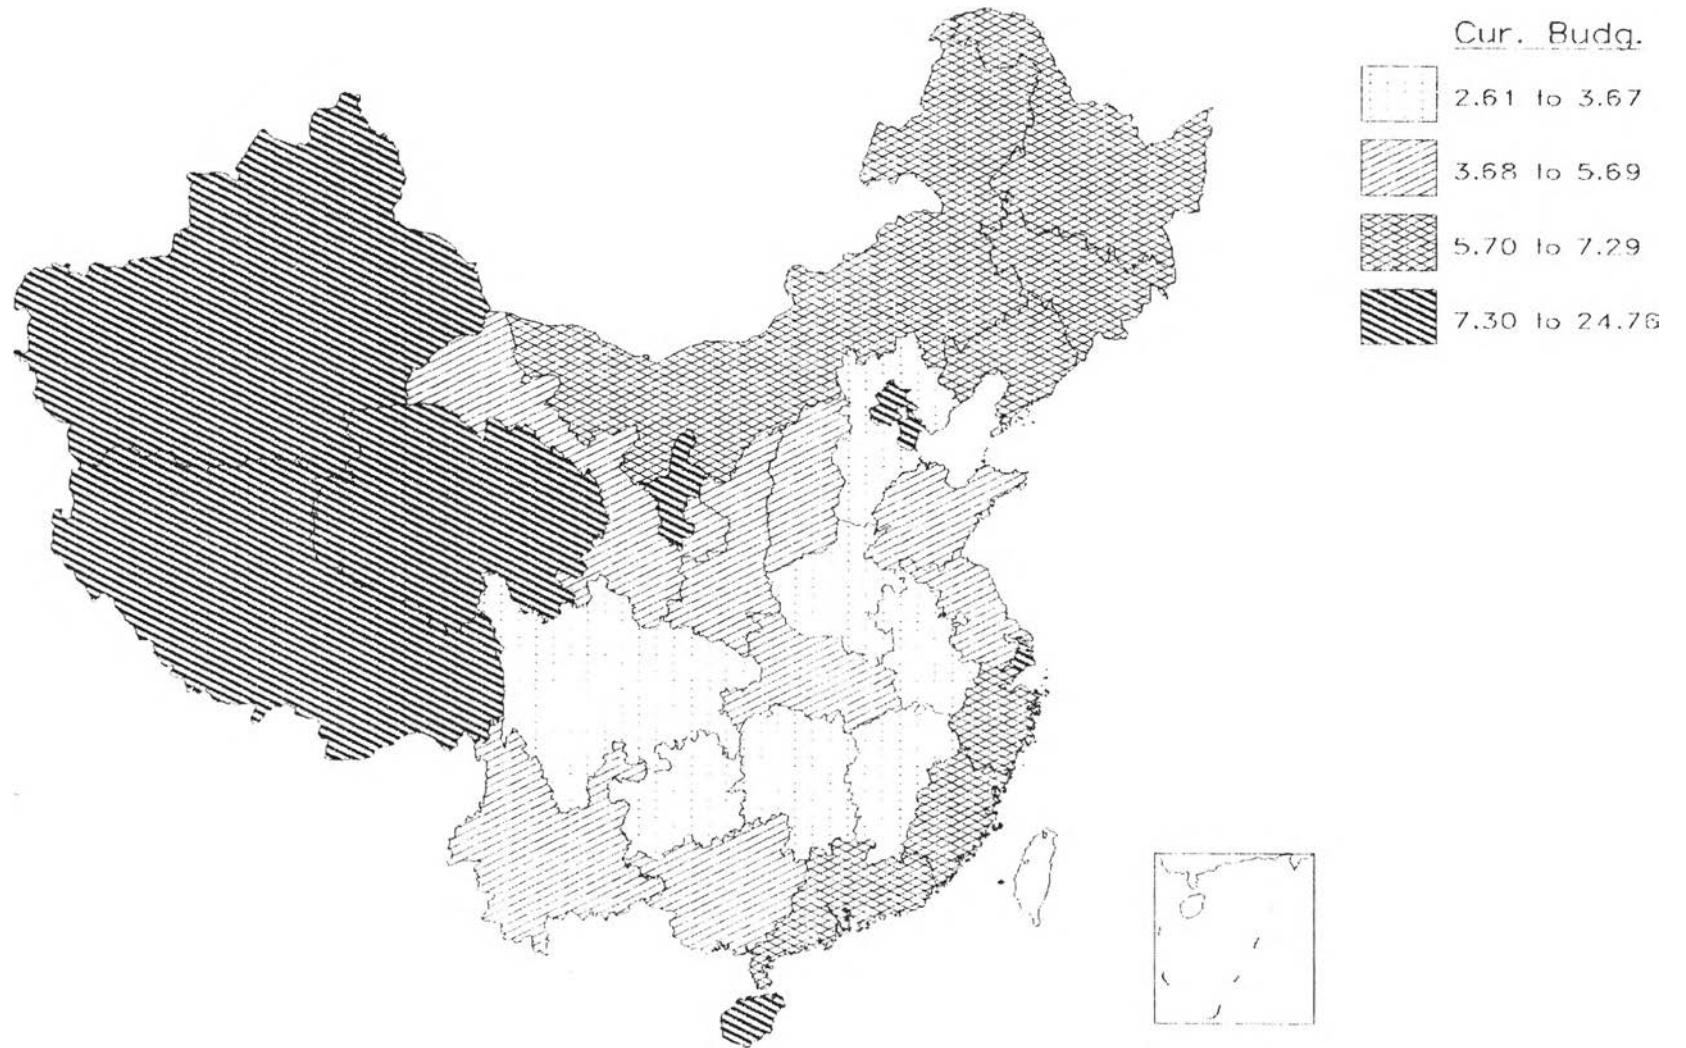 Cur. Budg.
2.61 to 3.67
3.68 to 5.69
5.70 to 7.29
7.30 to 24.76